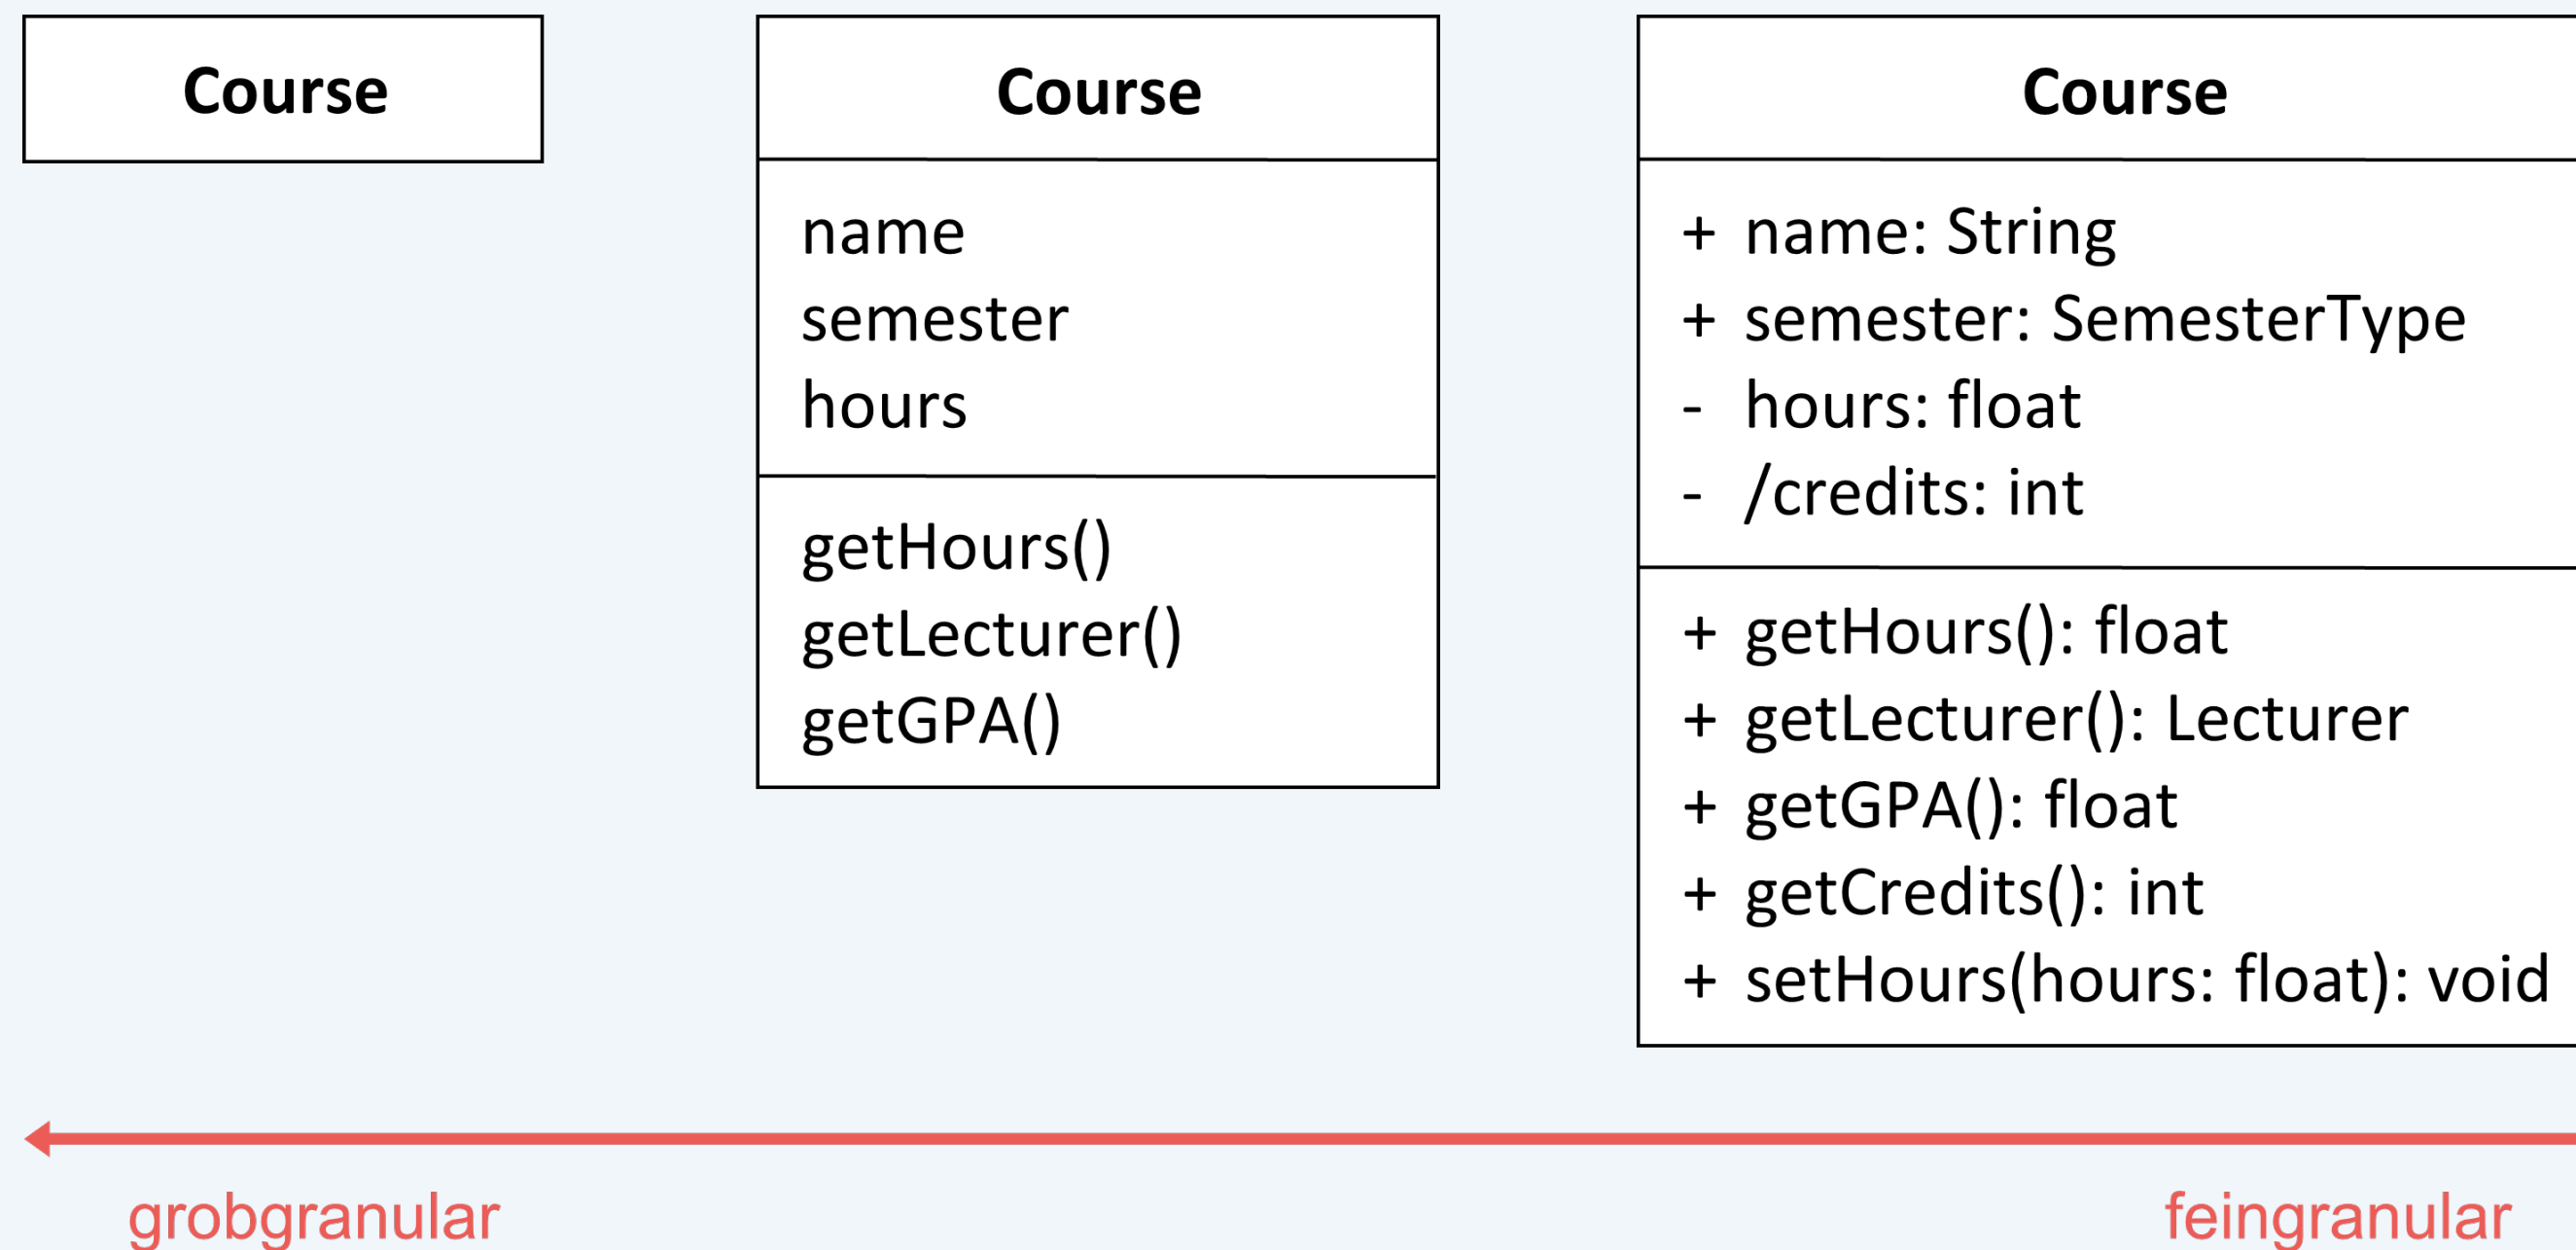 Course
Course
name
semester
hours
getHours()
getLecturer()
getGPA()
Course
+ name: String
+ semester: SemesterType
- hours: float
- /credits: int
+ getHours(): float
+ getLecturer(): Lecturer
+ getGPA(): float
+ getCredits(): int
+ setHours(hours: float): void
grobgranular
feingranular